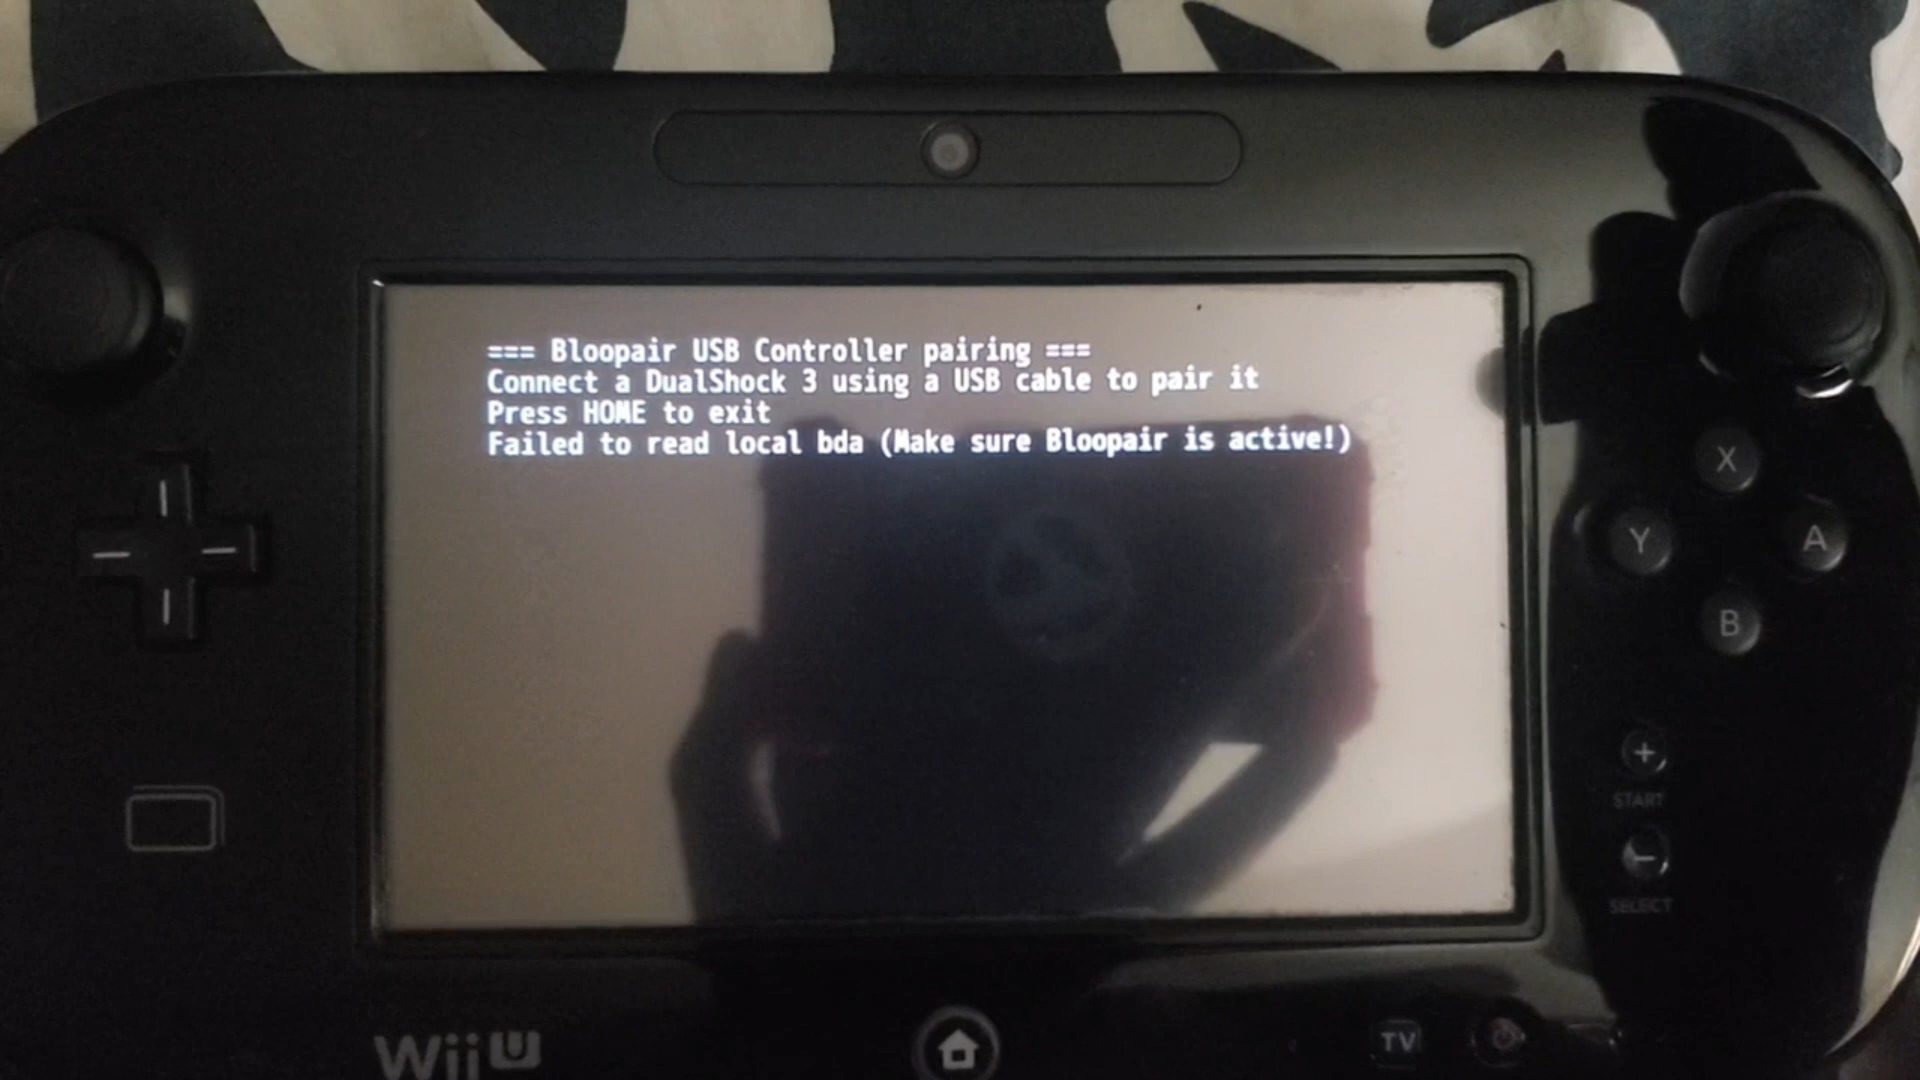 === Bloopair USB Controller pairing ===
Connect a DualShock 3 using a USB cable to pair it
Press HOME to exit
Failed to read local bda (Make sure Bloopair is active!)
X
Y
A
B
+
START
−
SELECT
Wii U
TV